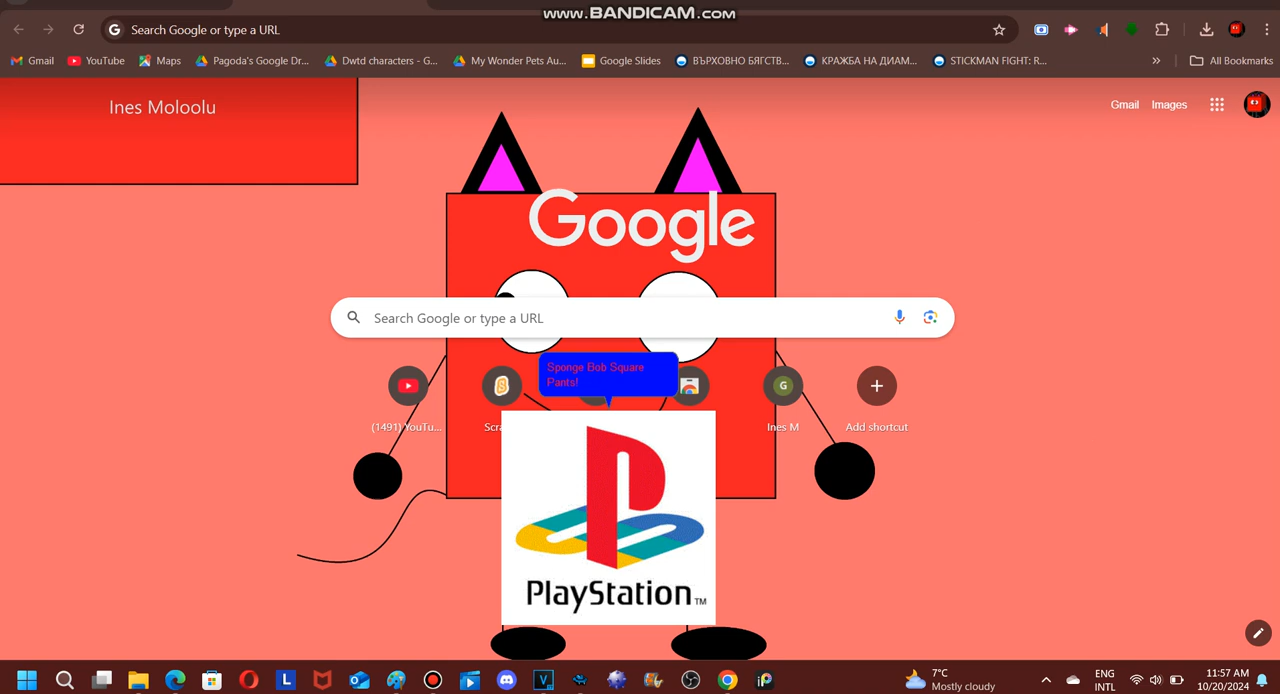 www.BANDICAM.com
Search Google or type a URL
Gmail
YouTube
Maps
Pagoda's Google Dr...
Dwtd characters - G...
My Wonder Pets Au...
Google Slides
ВЪРХОВНО БЯГСТВ...
КРАЖБА НА ДИАМ...
STICKMAN FIGHT: R...
All Bookmarks
Ines Moloolu
Gmail
Images
Google
Search Google or type a URL
Sponge Bob Square
Pants!
G
(1491) YouTu...
Scra
Ines M
Add shortcut
PlayStation™
7°C
Mostly cloudy
ENG
INTL
11:57 AM
10/20/2024